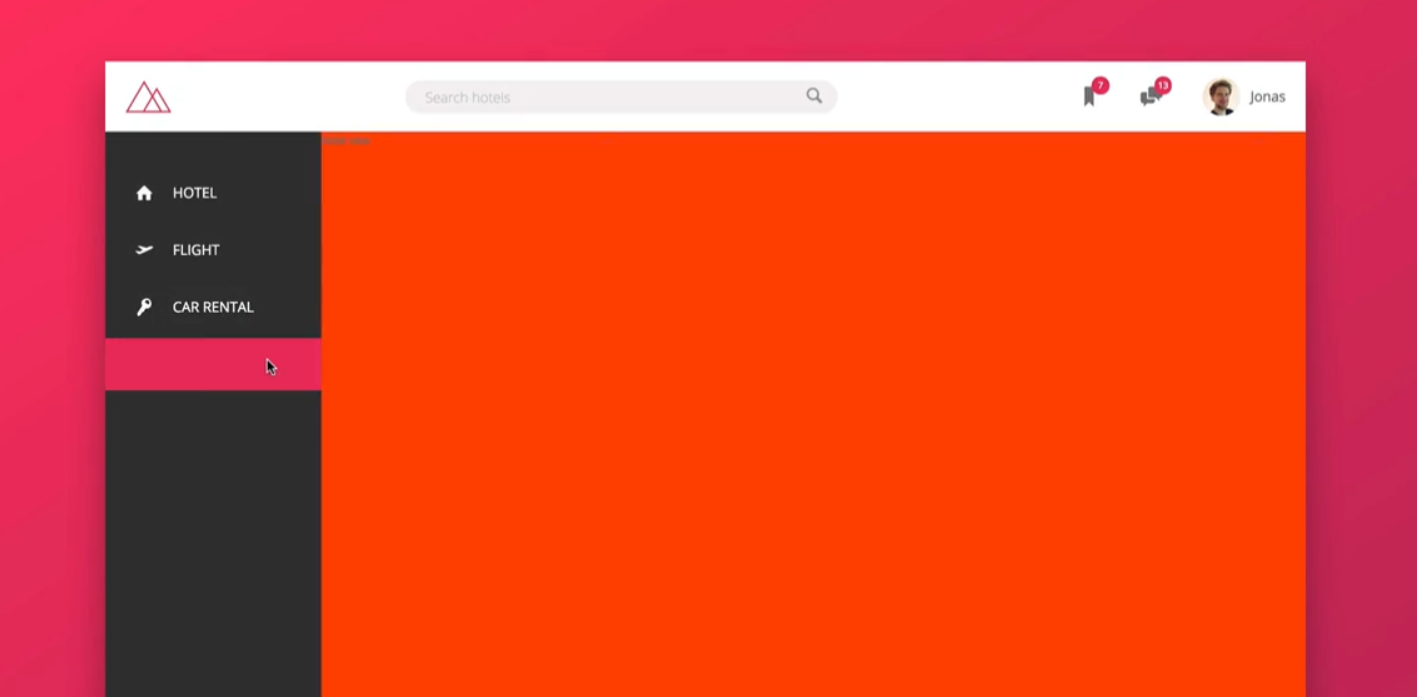 Search hotels
7
13
Jonas
HOTEL
FLIGHT
CAR RENTAL